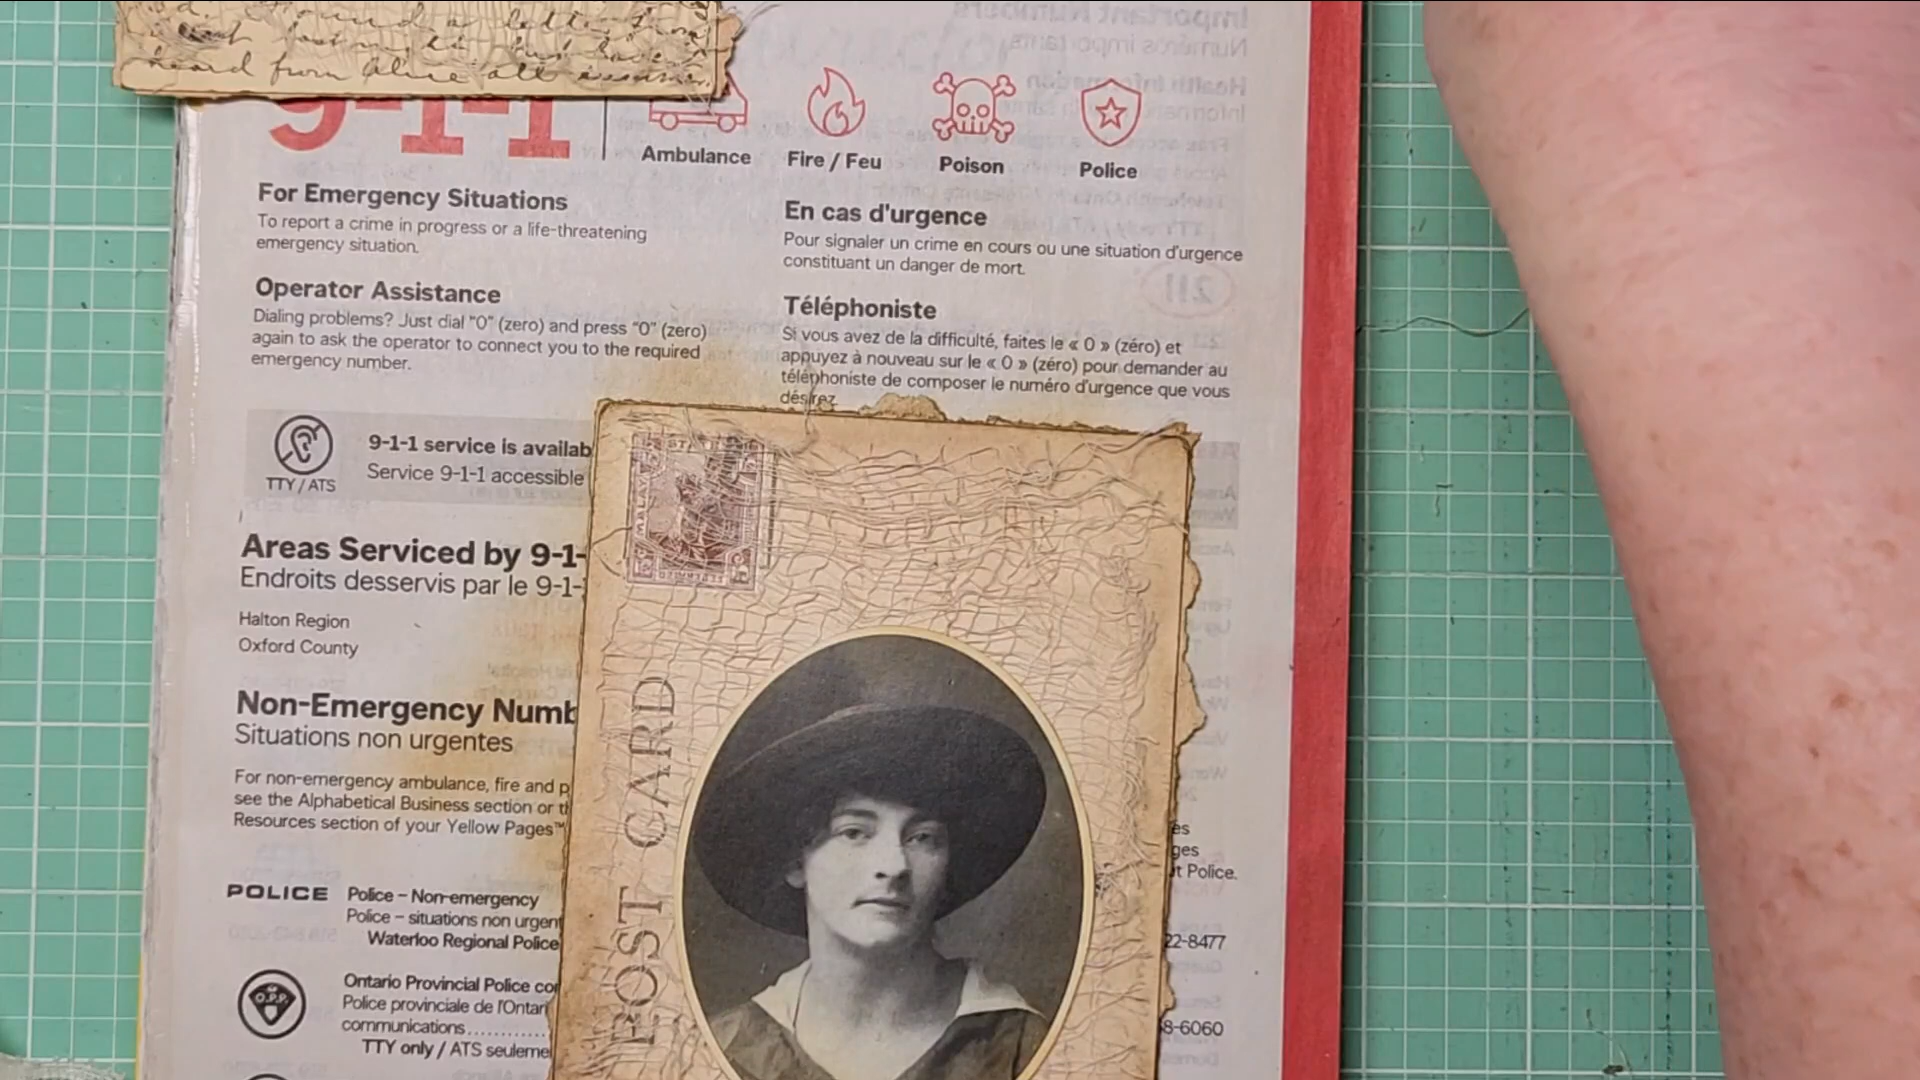 heard from Alice all summer.
9-1-1
Ambulance
Fire / Feu
Poison
Police
For Emergency Situations
To report a crime in progress or a life-threatening
emergency situation.
Operator Assistance
Dialing problems? Just dial "0" (zero) and press "0" (zero)
again to ask the operator to connect you to the required
emergency number.
En cas d'urgence
Pour signaler un crime en cours ou une situation d'urgence
constituant un danger de mort.
Téléphoniste
Si vous avez de la difficulté, faites le « 0 » (zéro) et
appuyez à nouveau sur le « 0 » (zéro) pour demander au
téléphoniste de composer le numéro d'urgence que vous
désirez.
TTY / ATS
9-1-1 service is availab
Service 9-1-1 accessible
Areas Serviced by 9-1-
Endroits desservis par le 9-1-
Halton Region
Oxford County
Non-Emergency Numb
Situations non urgentes
For non-emergency ambulance, fire and p
see the Alphabetical Business section or t
Resources section of your Yellow Pages™
POLICE
Police – Non-emergency
Police – situations non urgent
Waterloo Regional Police
O.P.P.
Ontario Provincial Police co
Police provinciale de l'Ontar
communications
TTY only / ATS seuleme
MALAY
POST CARD
es
ges
t Police.
22-8477
8-6060